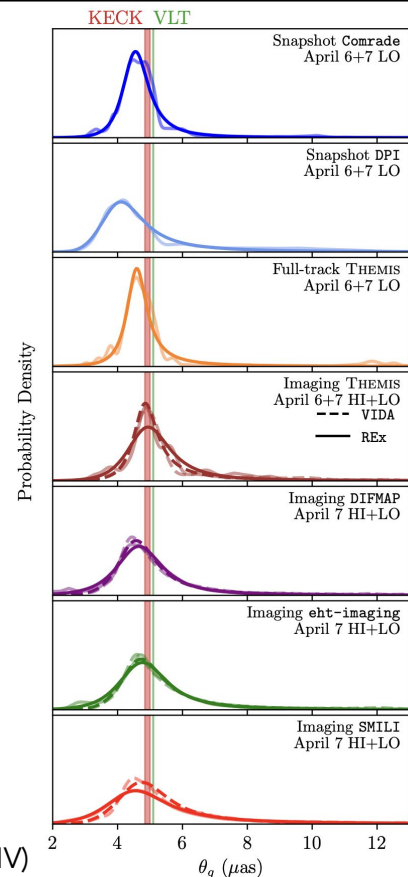 KECK VLT
Snapshot Comrade
April 6+7 LO
Snapshot DPI
April 6+7 LO
Full-track THEMIS
April 6+7 LO
Imaging THEMIS
April 6+7 HI+LO
VIDA
REx
Imaging DIFMAP
April 7 HI+LO
Imaging eht-imaging
April 7 HI+LO
Imaging SMILI
April 7 HI+LO
Probability Density
2 4 6 8 10 12
θg (μas)
IV)